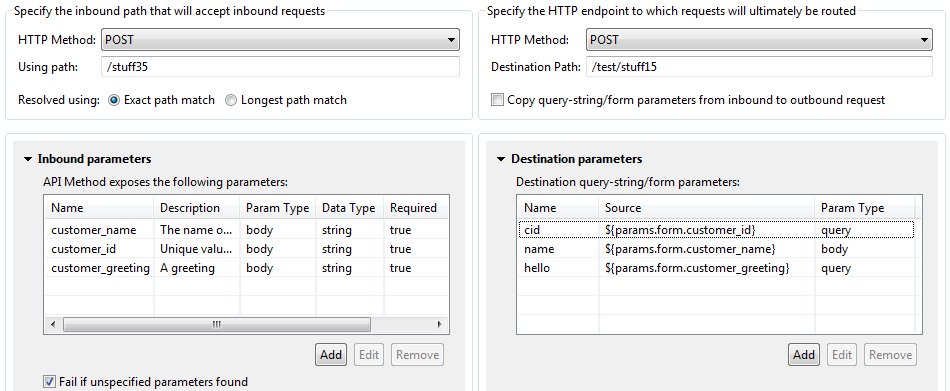 Specify the inbound path that will accept inbound requests
HTTP Method: POST
Using path: /stuff35
Resolved using: Exact path match Longest path match
Inbound parameters
API Method exposes the following parameters:
Name Description Param Type Data Type Required
customer_name The name o... body string true
customer_id Unique valu... body string true
customer_greeting A greeting body string true
Add Edit Remove
Fail if unspecified parameters found
Specify the HTTP endpoint to which requests will ultimately be routed
HTTP Method: POST
Destination Path: /test/stuff15
Copy query-string/form parameters from inbound to outbound request
Destination parameters
Destination query-string/form parameters:
Name Source Param Type
cid ${params.form.customer_id} query
name ${params.form.customer_name} body
hello ${params.form.customer_greeting} query
Add Edit Remove